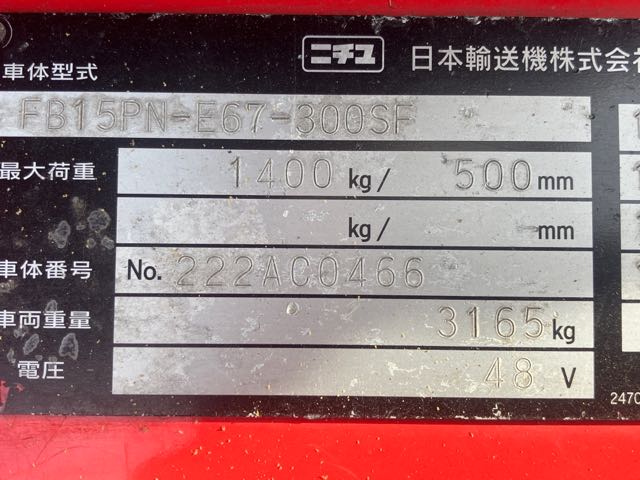 ニチユ 日本輸送機株式会
車体型式
FB15PN-E67-300SF
最大荷重 1400 kg/ 500 mm
kg/ mm
車体番号 No. 222AC0466
車両重量 3165 kg
電圧 48 V
2470